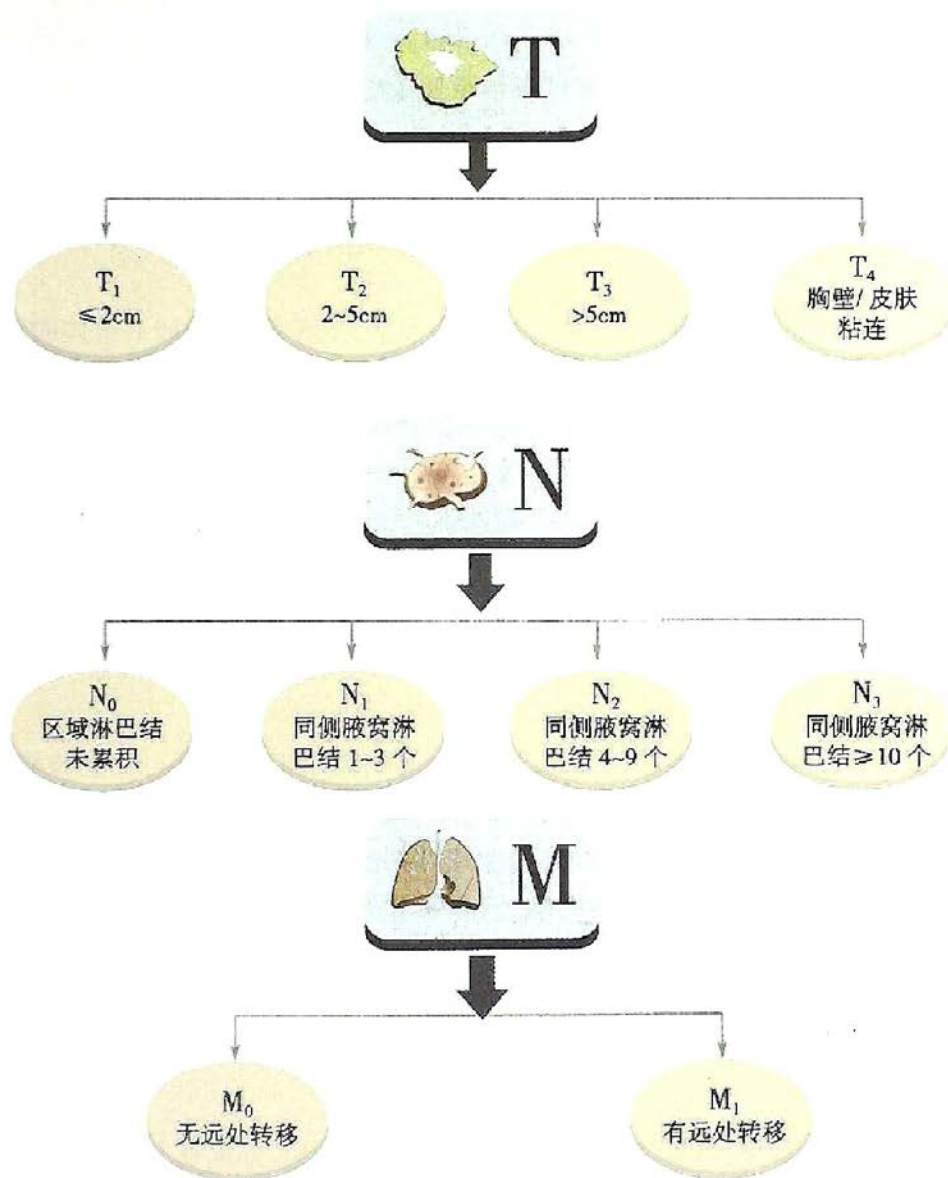 T
T₁
≤2cm
T₂
2~5cm
T₃
>5cm
T₄
胸壁/ 皮肤
粘连
N
N₀
区域淋巴结
未累积
N₁
同侧腋窝淋
巴结 1~3 个
N₂
同侧腋窝淋
巴结 4~9 个
N₃
同侧腋窝淋
巴结≥10 个
M
M₀
无远处转移
M₁
有远处转移